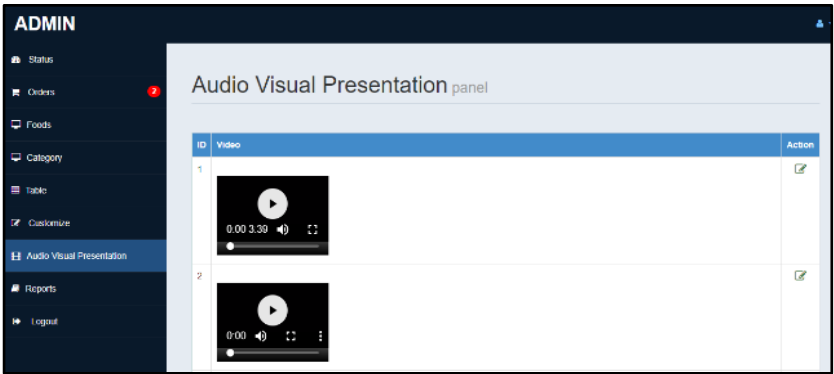 ADMIN
Status
Orders 2
Foods
Category
Table
Customize
Audio Visual Presentation
Reports
Logout
Audio Visual Presentation panel
ID Video Action
1
0:00 3:39
2
0:00